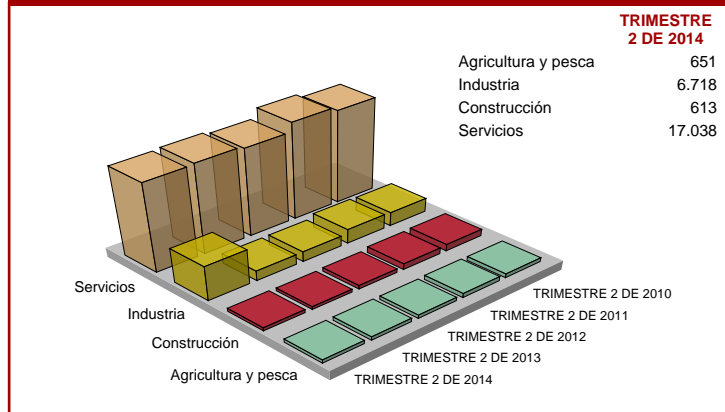 TRIMESTRE
2 DE 2014
Agricultura y pesca 651
Industria 6.718
Construcción 613
Servicios 17.038
Servicios
Industria
Construcción
Agricultura y pesca
TRIMESTRE 2 DE 2010
TRIMESTRE 2 DE 2011
TRIMESTRE 2 DE 2012
TRIMESTRE 2 DE 2013
TRIMESTRE 2 DE 2014